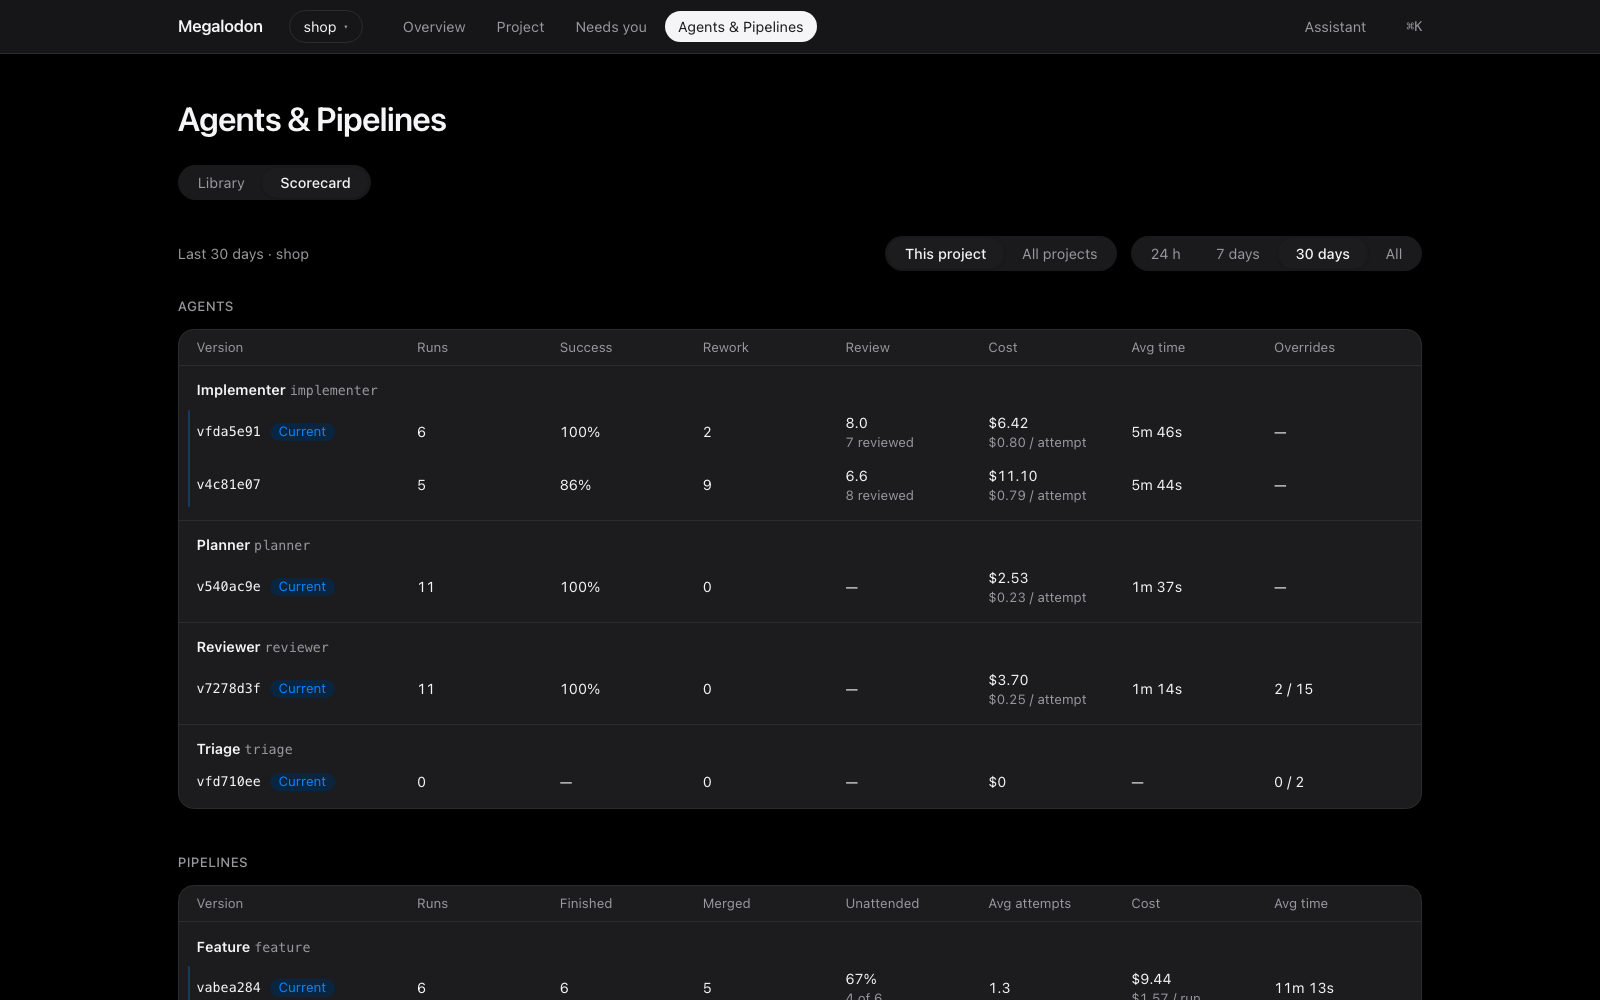 Megalodon shop · Overview Project Needs you Agents & Pipelines Assistant ⌘K
Agents & Pipelines
Library Scorecard
Last 30 days · shop This project All projects 24 h 7 days 30 days All
AGENTS
Version Runs Success Rework Review Cost Avg time Overrides
Implementer implementer
vfda5e91 Current 6 100% 2 8.0 $6.42 5m 46s —
7 reviewed $0.80 / attempt
v4c81e07 5 86% 9 6.6 $11.10 5m 44s —
8 reviewed $0.79 / attempt
Planner planner
v540ac9e Current 11 100% 0 — $2.53 1m 37s —
$0.23 / attempt
Reviewer reviewer
v7278d3f Current 11 100% 0 — $3.70 1m 14s 2 / 15
$0.25 / attempt
Triage triage
vfd710ee Current 0 — 0 — $0 — 0 / 2
PIPELINES
Version Runs Finished Merged Unattended Avg attempts Cost Avg time
Feature feature
vabea284 Current 6 6 5 67% 1.3 $9.44 11m 13s
4 of 6 $1.57 / run